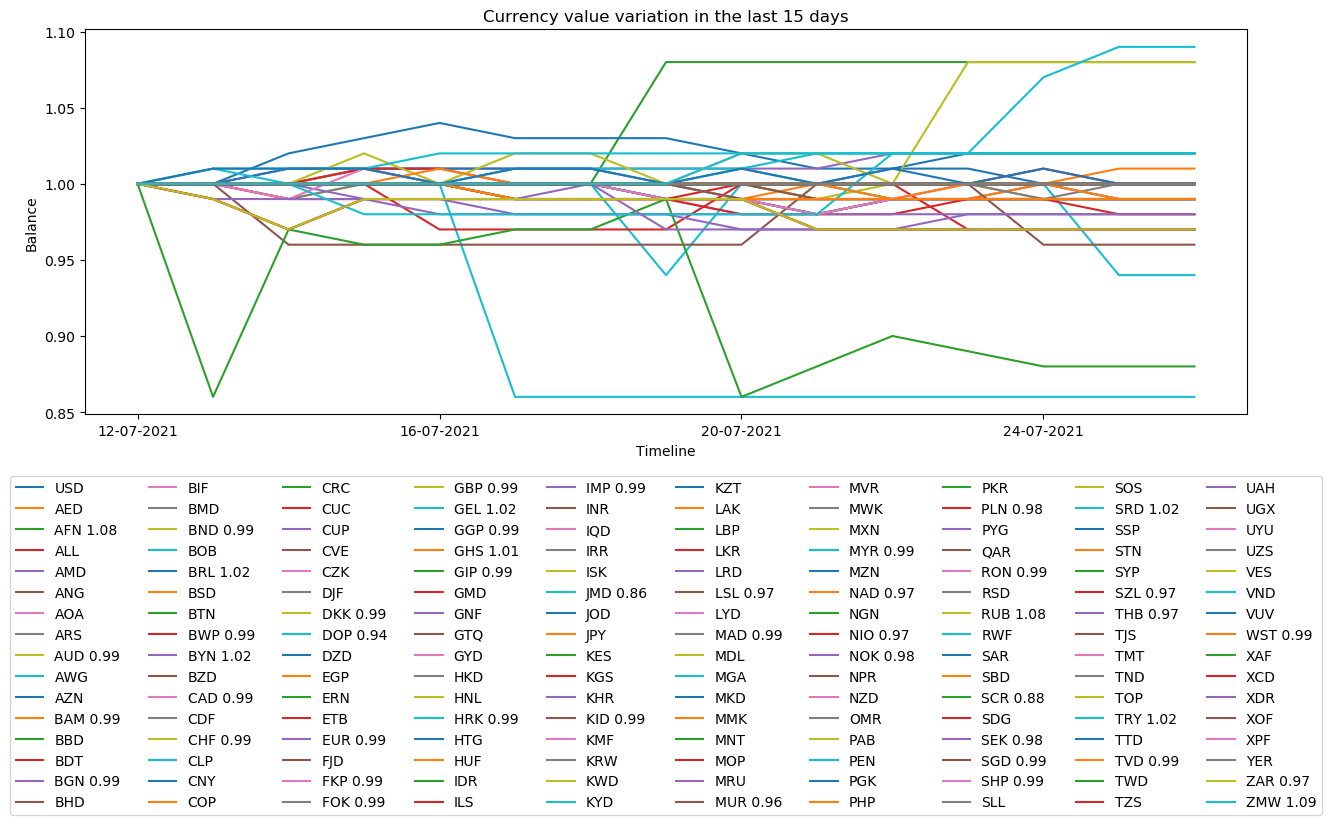 Currency value variation in the last 15 days
1.10
1.05
1.00
0.95
0.90
0.85
Balance
12-07-2021 16-07-2021 20-07-2021 24-07-2021
Timeline
USD BIF CRC GBP 0.99 IMP 0.99 KZT MVR PKR SOS UAH
AED BMD CUC GEL 1.02 INR LAK MWK PLN 0.98 SRD 1.02 UGX
AFN 1.08 BND 0.99 CUP GGP 0.99 IQD LBP MXN PYG SSP UYU
ALL BOB CVE GHS 1.01 IRR LKR MYR 0.99 QAR STN UZS
AMD BRL 1.02 CZK GIP 0.99 ISK LRD MZN RON 0.99 SYP VES
ANG BSD DJF GMD JMD 0.86 LSL 0.97 NAD 0.97 RSD SZL 0.97 VND
AOA BTN DKK 0.99 GNF JOD LYD NGN RUB 1.08 THB 0.97 VUV
ARS BWP 0.99 DOP 0.94 GTQ JPY MAD 0.99 NIO 0.97 RWF TJS WST 0.99
AUD 0.99 BYN 1.02 DZD GYD KES MDL NOK 0.98 SAR TMT XAF
AWG BZD EGP HKD KGS MGA NPR SBD TND XCD
AZN CAD 0.99 ERN HNL KHR MKD NZD SCR 0.88 TOP XDR
BAM 0.99 CDF ETB HRK 0.99 KID 0.99 MMK OMR SDG TRY 1.02 XOF
BBD CHF 0.99 EUR 0.99 HTG KMF MNT PAB SEK 0.98 TTD XPF
BDT CLP FJD HUF KRW MOP PEN SGD 0.99 TVD 0.99 YER
BGN 0.99 CNY FKP 0.99 IDR KWD MRU PGK SHP 0.99 TWD ZAR 0.97
BHD COP FOK 0.99 ILS KYD MUR 0.96 PHP SLL TZS ZMW 1.09